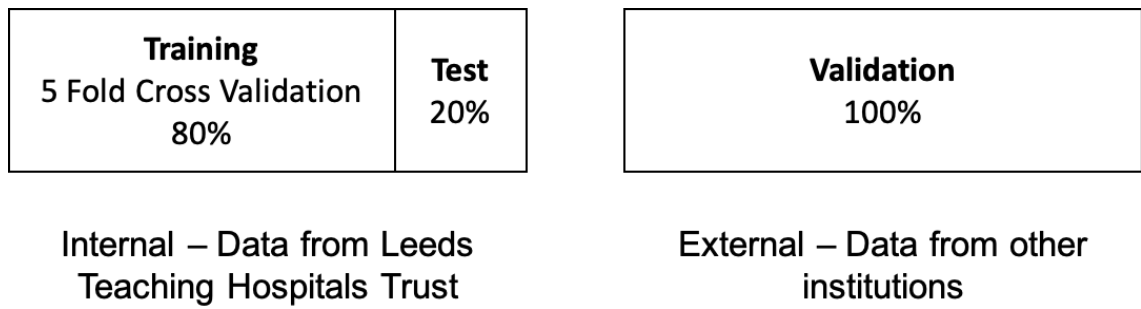 Training
5 Fold Cross Validation
80%
Test
20%
Validation
100%
Internal – Data from Leeds
Teaching Hospitals Trust
External – Data from other
institutions